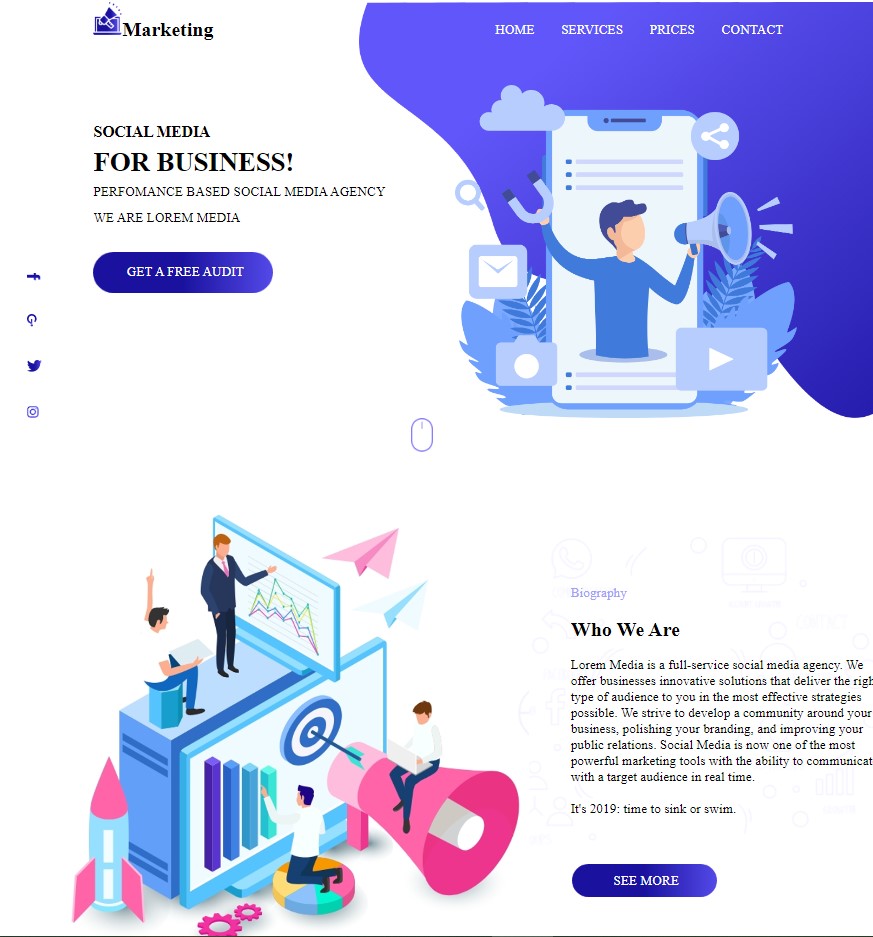 Marketing
HOME SERVICES PRICES CONTACT
SOCIAL MEDIA
FOR BUSINESS!
PERFOMANCE BASED SOCIAL MEDIA AGENCY
WE ARE LOREM MEDIA
GET A FREE AUDIT
Biography
Who We Are
Lorem Media is a full-service social media agency. We
offer businesses innovative solutions that deliver the righ
type of audience to you in the most effective strategies
possible. We strive to develop a community around your
business, polishing your branding, and improving your
public relations. Social Media is now one of the most
powerful marketing tools with the ability to communicat
with a target audience in real time.
It's 2019: time to sink or swim.
SEE MORE